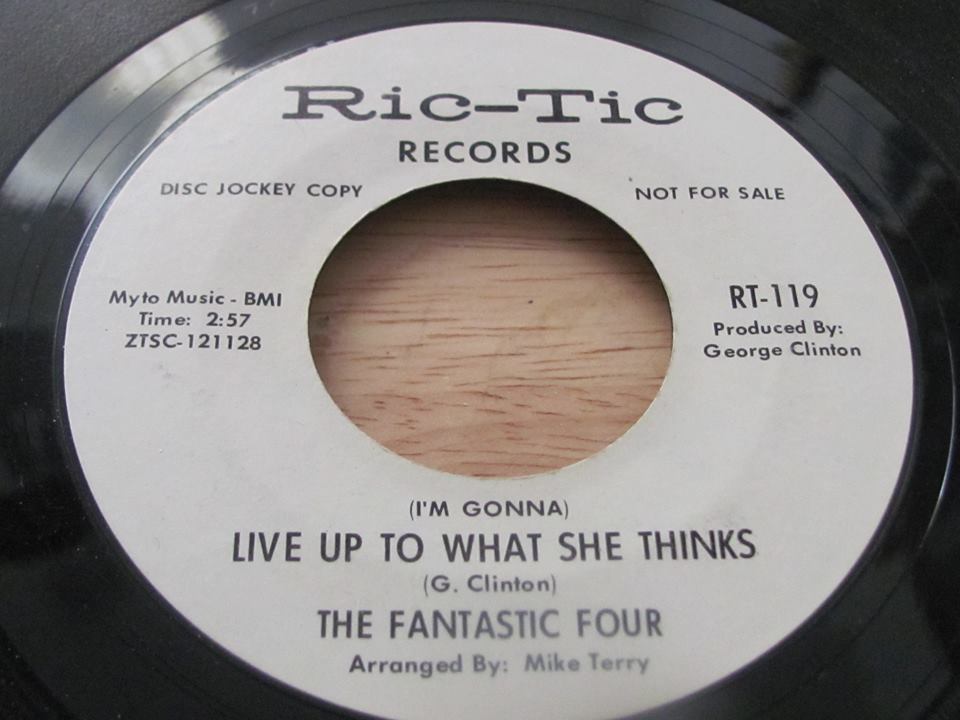 Ric-Tic
RECORDS
DISC JOCKEY COPY
NOT FOR SALE
Myto Music - BMI
Time: 2:57
ZTSC-121128
RT-119
Produced By:
George Clinton
(I'M GONNA)
LIVE UP TO WHAT SHE THINKS
(G. Clinton)
THE FANTASTIC FOUR
Arranged By: Mike Terry